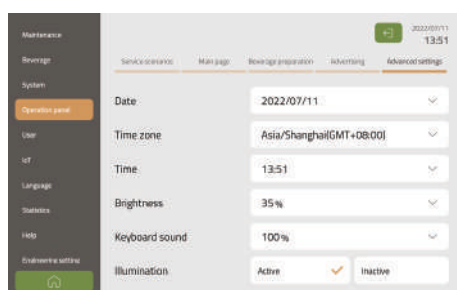 Maintenance
Beverage
System
Operation panel
User
IoT
Language
Statistics
Help
Engineering setting
2022/07/11
13:51
Service scenarios Main page Beverage preparation Advertising Advanced settings
Date 2022/07/11
Time zone Asia/Shanghai(GMT+08:00)
Time 13:51
Brightness 35%
Keyboard sound 100%
Illumination Active Inactive